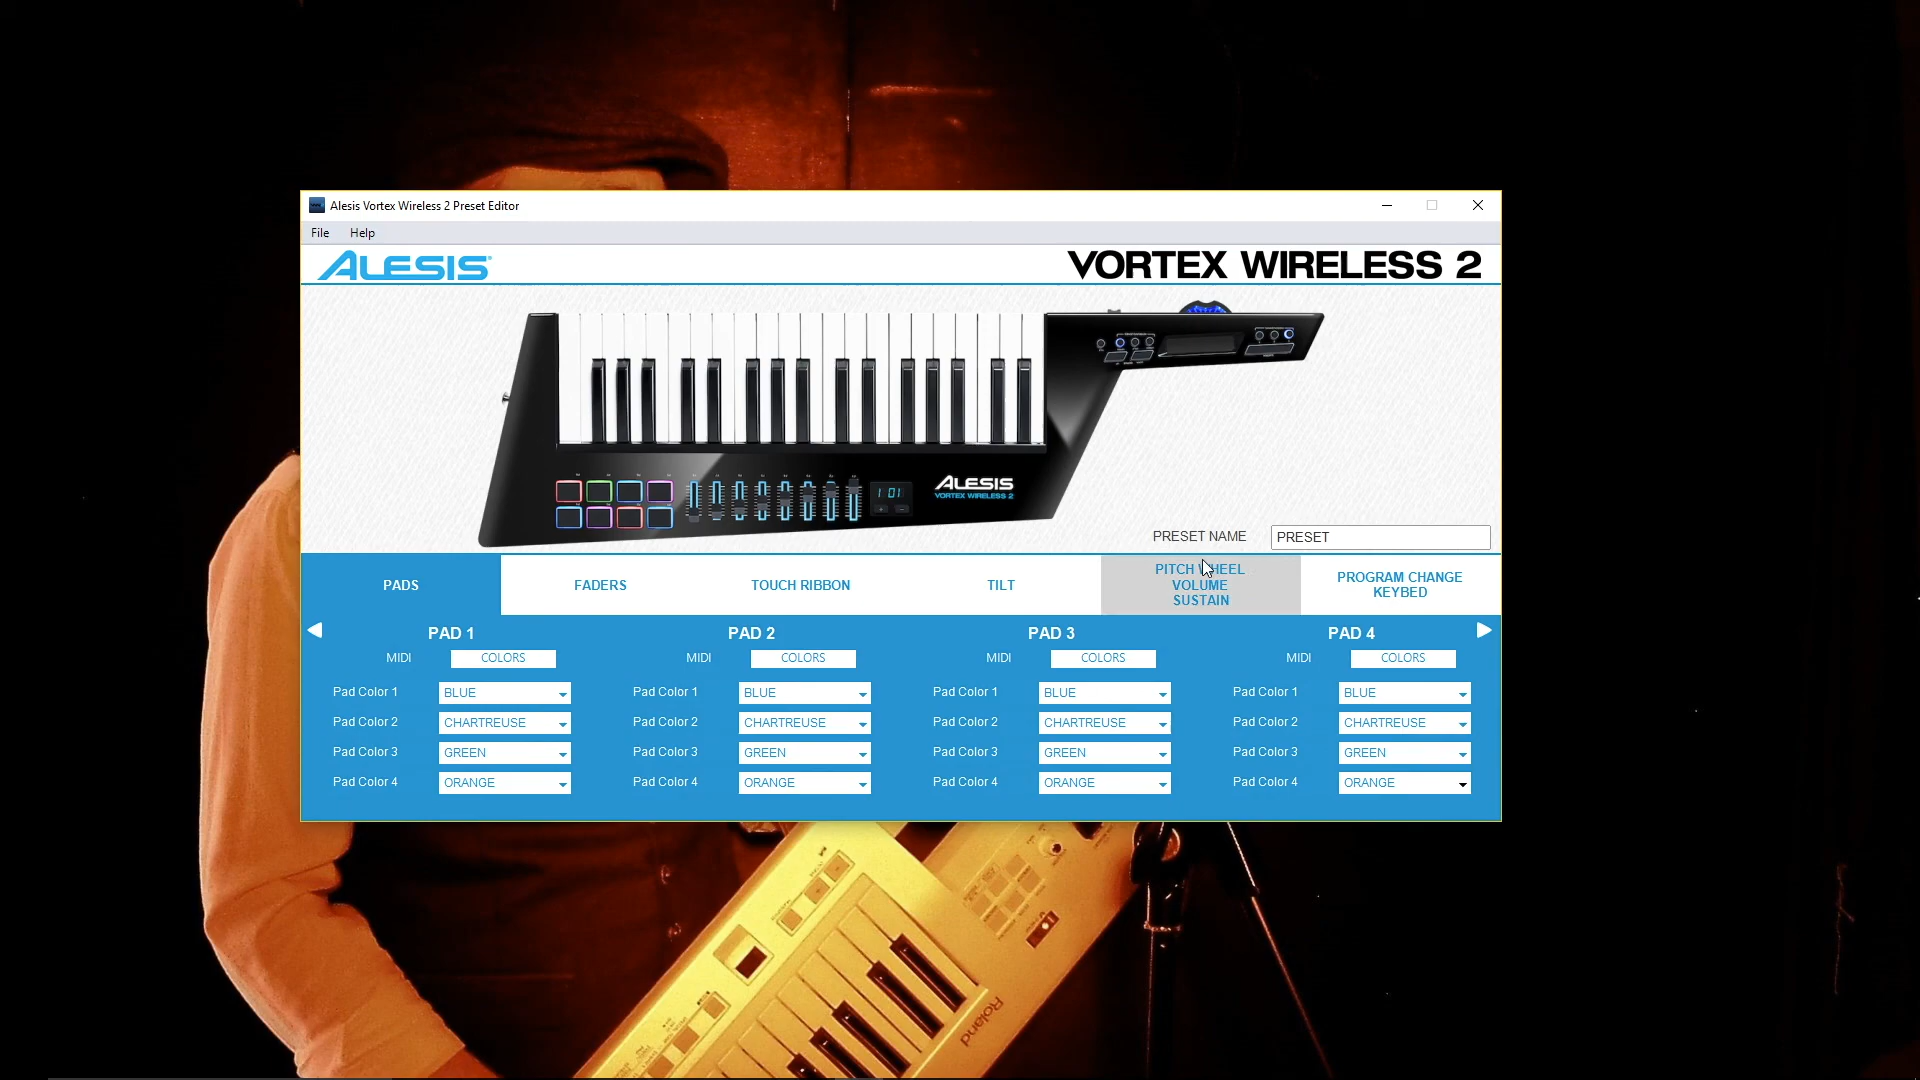 Alesis Vortex Wireless 2 Preset Editor
File Help
ALESIS
VORTEX WIRELESS 2
1 01
ALESIS
VORTEX WIRELESS 2
PRESET NAME PRESET
PADS
FADERS
TOUCH RIBBON
TILT
PITCH WHEEL
VOLUME
SUSTAIN
PROGRAM CHANGE
KEYBED
PAD 1 PAD 2 PAD 3 PAD 4
MIDI COLORS MIDI COLORS MIDI COLORS MIDI COLORS
Pad Color 1 BLUE Pad Color 1 BLUE Pad Color 1 BLUE Pad Color 1 BLUE
Pad Color 2 CHARTREUSE Pad Color 2 CHARTREUSE Pad Color 2 CHARTREUSE Pad Color 2 CHARTREUSE
Pad Color 3 GREEN Pad Color 3 GREEN Pad Color 3 GREEN Pad Color 3 GREEN
Pad Color 4 ORANGE Pad Color 4 ORANGE Pad Color 4 ORANGE Pad Color 4 ORANGE
Roland